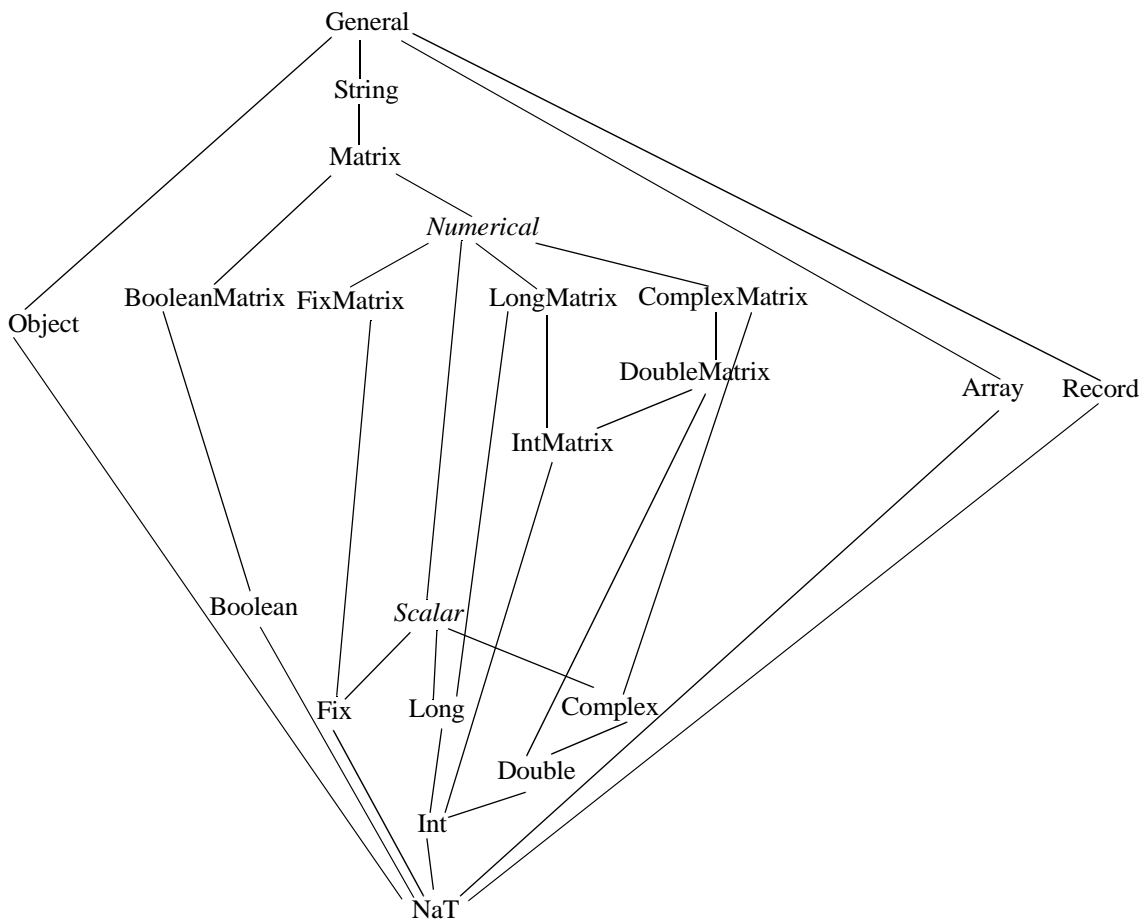 General
String
Matrix
Numerical
BooleanMatrix FixMatrix LongMatrix ComplexMatrix
Object
DoubleMatrix
Array Record
IntMatrix
Boolean Scalar
Fix Long Complex
Double
Int
NaT